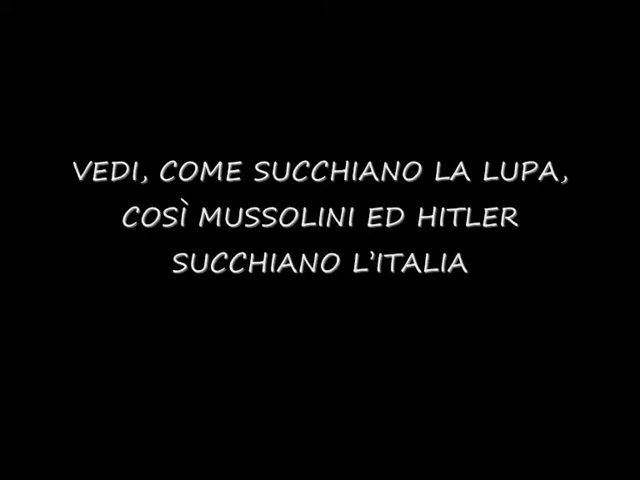 VEDI, COME SUCCHIANO LA LUPA,
COSÌ MUSSOLINI ED HITLER
SUCCHIANO L'ITALIA